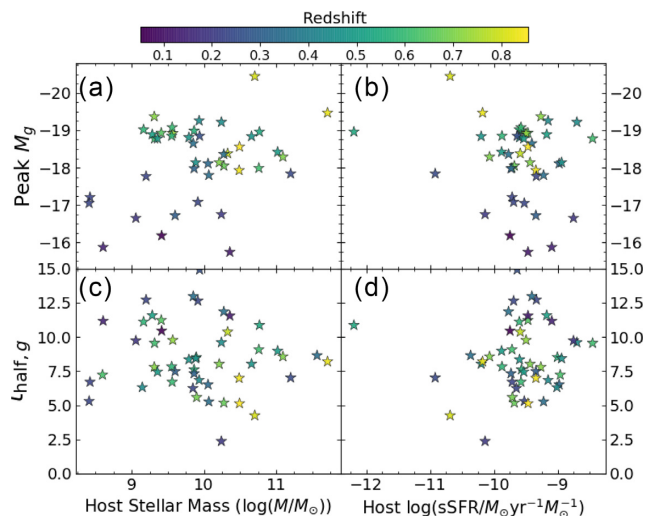 Redshift
0.1 0.2 0.3 0.4 0.5 0.6 0.7 0.8
(a) (b)
-20 -20
-19 -19
Peak M_g
-18 -18
-17 -17
-16 -16
15.0 15.0
(c) (d)
12.5 12.5
10.0 10.0
t_half, g
7.5 7.5
5.0 5.0
2.5 2.5
0.0 0.0
9 10 11 -12 -11 -10 -9
Host Stellar Mass (log(M/M⊙)) Host log(sSFR/M⊙yr⁻¹M⊙⁻¹)